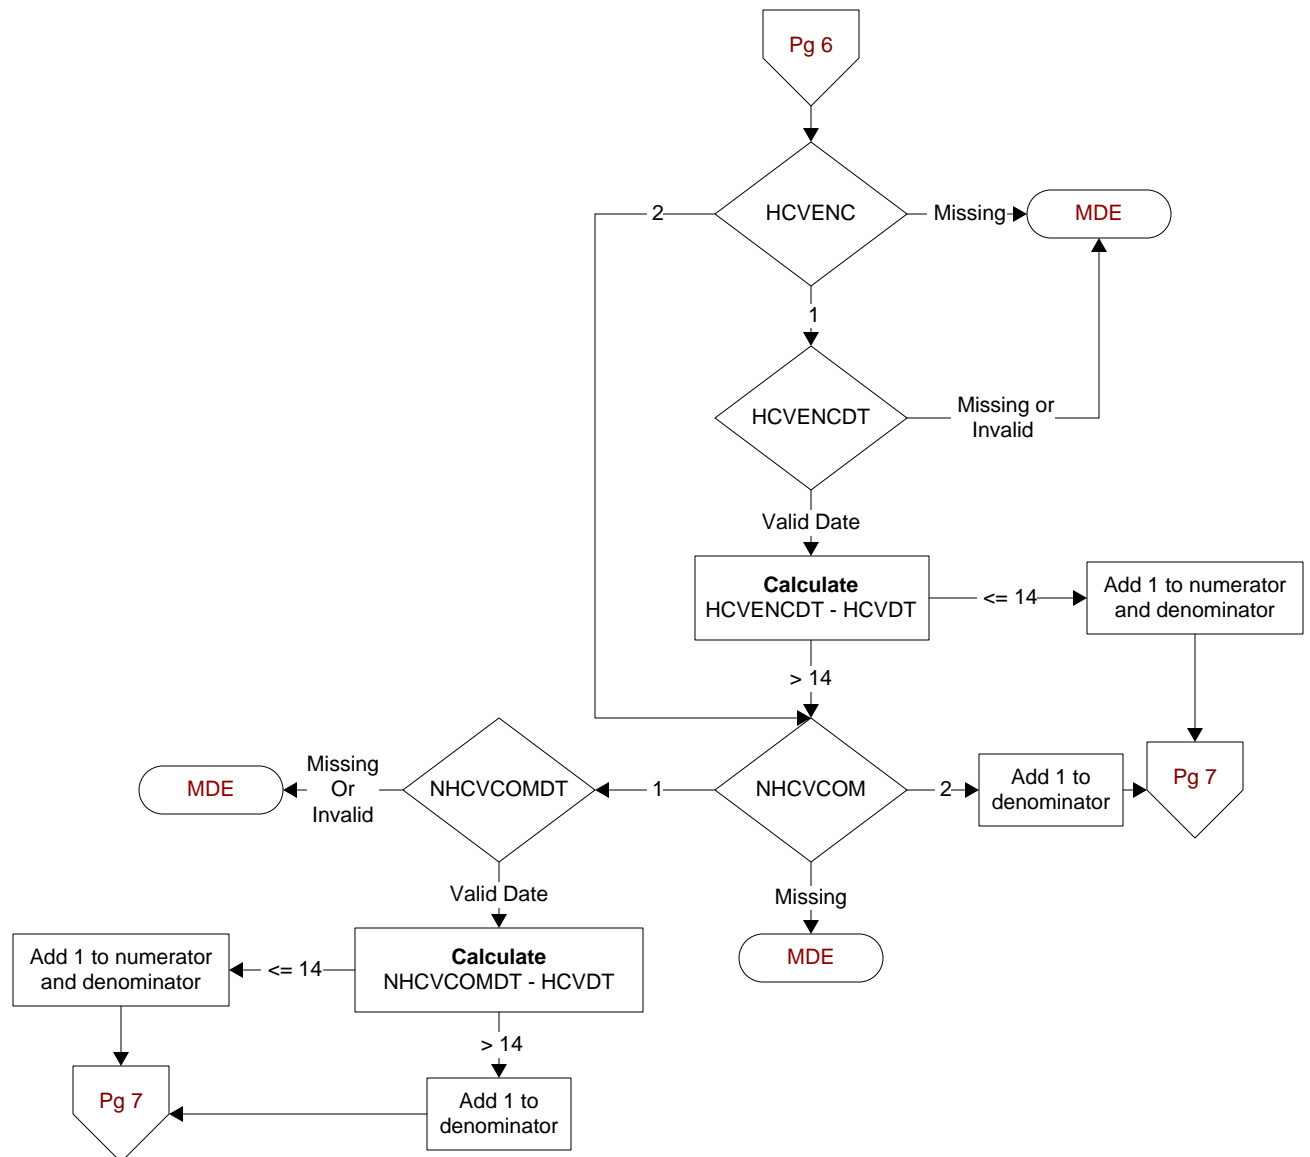 Pg 6
HCVENC
2
Missing
MDE
1
HCVENCDT
Missing or
Invalid
Valid Date
Calculate
HCVENCDT - HCVDT
<= 14
Add 1 to numerator
and denominator
> 14
MDE
Missing
Or
Invalid
NHCVCOMDT
1
NHCVCOM
2
Add 1 to
denominator
Pg 7
Valid Date
Missing
MDE
Add 1 to numerator
and denominator
<= 14
Calculate
NHCVCOMDT - HCVDT
> 14
Pg 7
Add 1 to
denominator